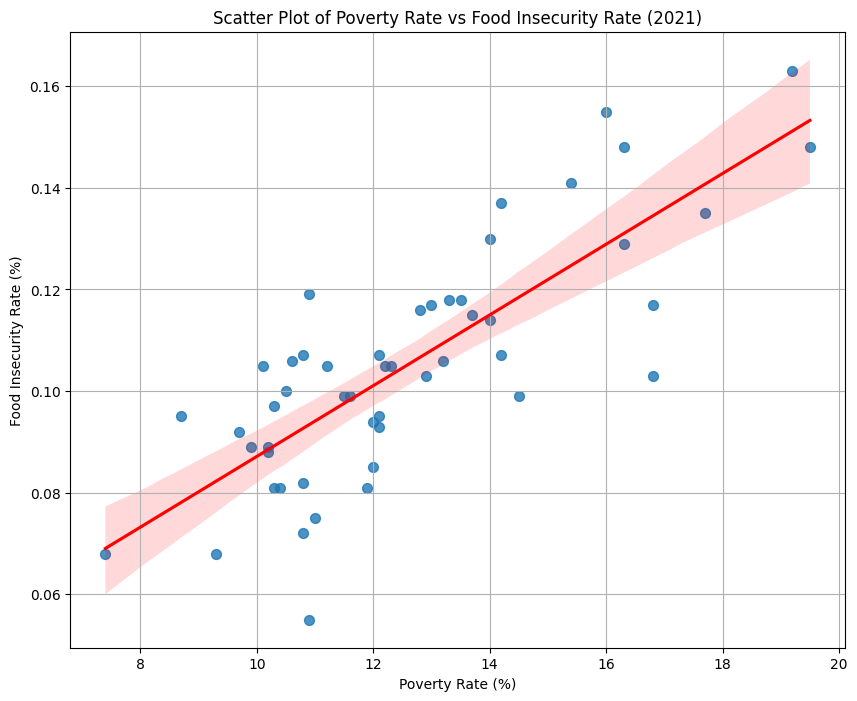 Scatter Plot of Poverty Rate vs Food Insecurity Rate (2021)
Food Insecurity Rate (%)
0.16
0.14
0.12
0.10
0.08
0.06
8 10 12 14 16 18 20
Poverty Rate (%)